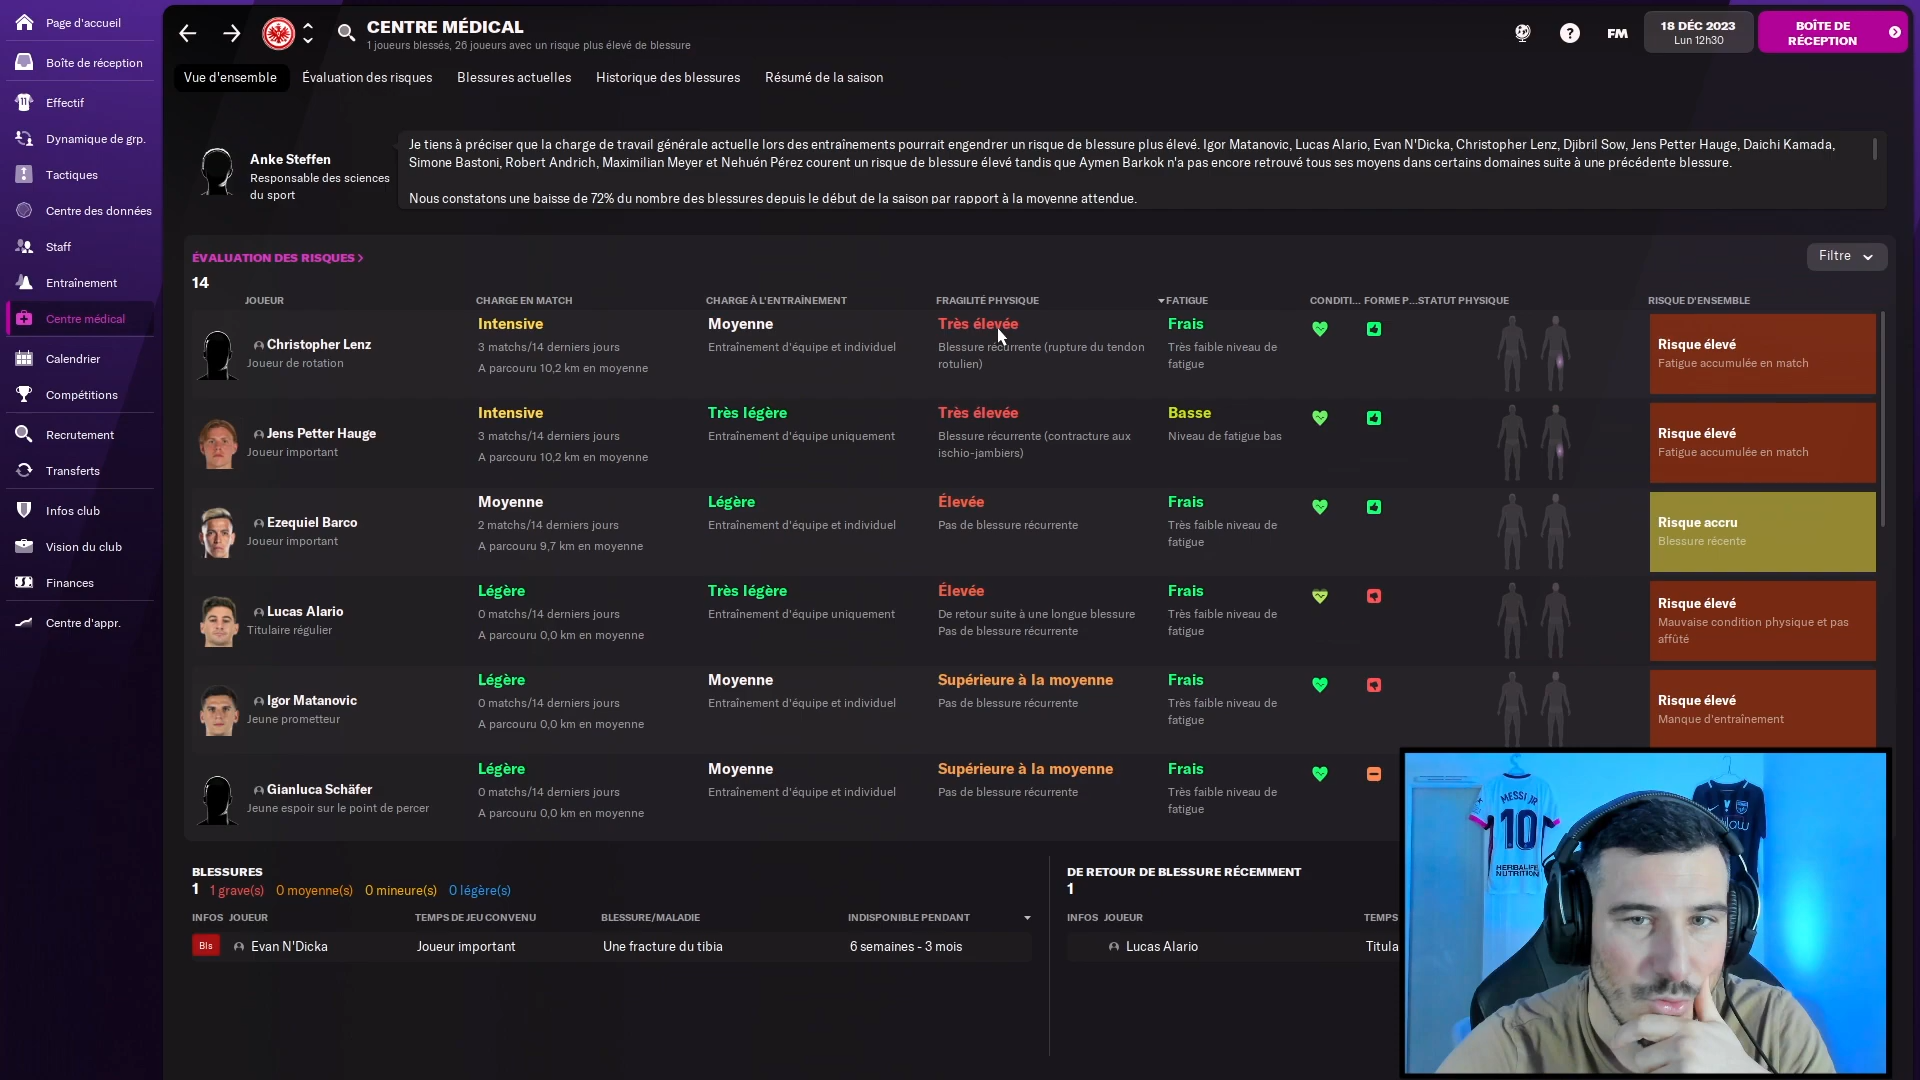 Page d'accueil
Boîte de réception
Effectif
Dynamique de grp.
Tactiques
Centre des données
Staff
Entraînement
Centre médical
Calendrier
Compétitions
Recrutement
Transferts
Infos club
Vision du club
Finances
Centre d'appr.
CENTRE MÉDICAL
1 joueurs blessés, 26 joueurs avec un risque plus élevé de blessure
?
FM
18 DÉC 2023
Lun 12h30
BOÎTE DE
RÉCEPTION
Vue d'ensemble Évaluation des risques Blessures actuelles Historique des blessures Résumé de la saison
Anke Steffen
Responsable des sciences
du sport
Je tiens à préciser que la charge de travail générale actuelle lors des entraînements pourrait engendrer un risque de blessure plus élevé. Igor Matanovic, Lucas Alario, Evan N'Dicka, Christopher Lenz, Djibril Sow, Jens Petter Hauge, Daichi Kamada,
Simone Bastoni, Robert Andrich, Maximilian Meyer et Nehuén Pérez courent un risque de blessure élevé tandis que Aymen Barkok n'a pas encore retrouvé tous ses moyens dans certains domaines suite à une précédente blessure.
Nous constatons une baisse de 72% du nombre des blessures depuis le début de la saison par rapport à la moyenne attendue.
ÉVALUATION DES RISQUES >
14
Filtre
JOUEUR CHARGE EN MATCH CHARGE À L'ENTRAÎNEMENT FRAGILITÉ PHYSIQUE FATIGUE CONDITI... FORME P... STATUT PHYSIQUE RISQUE D'ENSEMBLE
Christopher Lenz
Joueur de rotation
Intensive
3 matchs/14 derniers jours
A parcouru 10,2 km en moyenne
Moyenne
Entraînement d'équipe et individuel
Très élevée
Blessure récurrente (rupture du tendon
rotulien)
Frais
Très faible niveau de
fatigue
Risque élevé
Fatigue accumulée en match
Jens Petter Hauge
Joueur important
Intensive
3 matchs/14 derniers jours
A parcouru 10,2 km en moyenne
Très légère
Entraînement d'équipe uniquement
Très élevée
Blessure récurrente (contracture aux
ischio-jambiers)
Basse
Niveau de fatigue bas
Risque élevé
Fatigue accumulée en match
Ezequiel Barco
Joueur important
Moyenne
2 matchs/14 derniers jours
A parcouru 9,7 km en moyenne
Légère
Entraînement d'équipe et individuel
Élevée
Pas de blessure récurrente
Frais
Très faible niveau de
fatigue
Risque accru
Blessure récente
Lucas Alario
Titulaire régulier
Légère
0 matchs/14 derniers jours
A parcouru 0,0 km en moyenne
Très légère
Entraînement d'équipe uniquement
Élevée
De retour suite à une longue blessure
Pas de blessure récurrente
Frais
Très faible niveau de
fatigue
Risque élevé
Mauvaise condition physique et pas
affûté
Igor Matanovic
Jeune prometteur
Légère
0 matchs/14 derniers jours
A parcouru 0,0 km en moyenne
Moyenne
Entraînement d'équipe et individuel
Supérieure à la moyenne
Pas de blessure récurrente
Frais
Très faible niveau de
fatigue
Risque élevé
Manque d'entraînement
Gianluca Schäfer
Jeune espoir sur le point de percer
Légère
0 matchs/14 derniers jours
A parcouru 0,0 km en moyenne
Moyenne
Entraînement d'équipe et individuel
Supérieure à la moyenne
Pas de blessure récurrente
Frais
Très faible niveau de
fatigue
BLESSURES
1 1 grave(s) 0 moyenne(s) 0 mineure(s) 0 légère(s)
INFOS JOUEUR TEMPS DE JEU CONVENU BLESSURE/MALADIE INDISPONIBLE PENDANT
Bls Evan N'Dicka Joueur important Une fracture du tibia 6 semaines - 3 mois
DE RETOUR DE BLESSURE RÉCEMMENT
1
INFOS JOUEUR TEMPS
Lucas Alario Titula
MESSI JR
10
HERBALIFE
NUTRITION